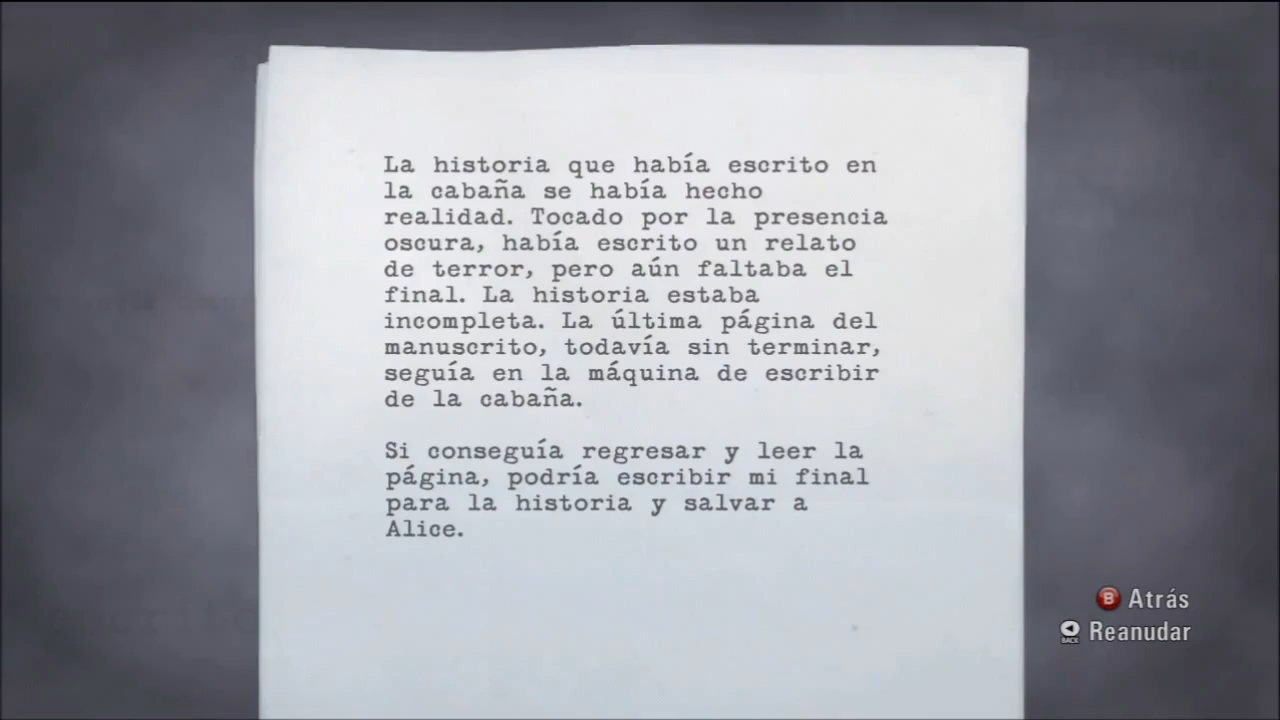 La historia que había escrito en
la cabaña se había hecho
realidad. Tocado por la presencia
oscura, había escrito un relato
de terror, pero aún faltaba el
final. La historia estaba
incompleta. La última página del
manuscrito, todavía sin terminar,
seguía en la máquina de escribir
de la cabaña.
Si conseguía regresar y leer la
página, podría escribir mi final
para la historia y salvar a
Alice.
B Atrás
BACK Reanudar